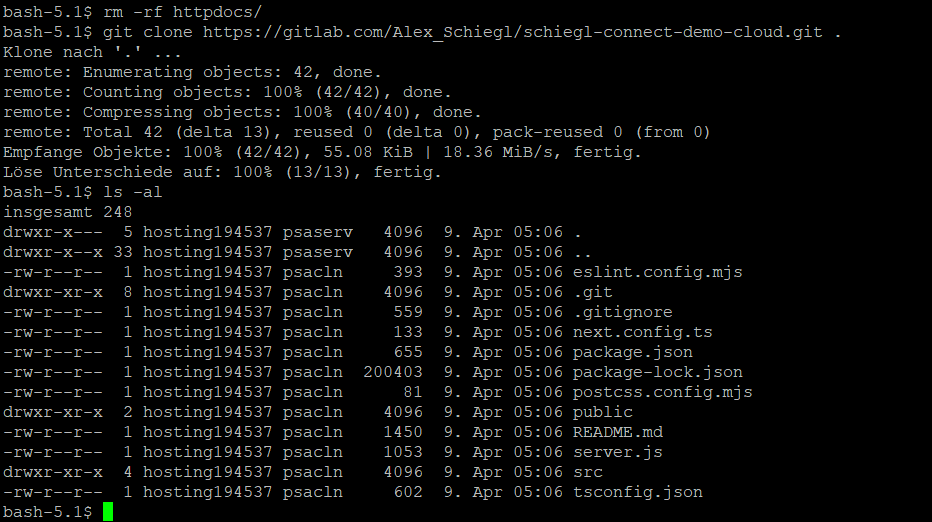 bash-5.1$ rm -rf httpdocs/
bash-5.1$ git clone https://gitlab.com/Alex_Schiegl/schiegl-connect-demo-cloud.git .
Klone nach '.' ...
remote: Enumerating objects: 42, done.
remote: Counting objects: 100% (42/42), done.
remote: Compressing objects: 100% (40/40), done.
remote: Total 42 (delta 13), reused 0 (delta 0), pack-reused 0 (from 0)
Empfange Objekte: 100% (42/42), 55.08 KiB | 18.36 MiB/s, fertig.
Löse Unterschiede auf: 100% (13/13), fertig.
bash-5.1$ ls -al
insgesamt 248
drwxr-x---  5 hosting194537 psaserv   4096  9. Apr 05:06 .
drwxr-x--x 33 hosting194537 psaserv   4096  9. Apr 05:06 ..
-rw-r--r--  1 hosting194537 psacln     393  9. Apr 05:06 eslint.config.mjs
drwxr-xr-x  8 hosting194537 psacln    4096  9. Apr 05:06 .git
-rw-r--r--  1 hosting194537 psacln     559  9. Apr 05:06 .gitignore
-rw-r--r--  1 hosting194537 psacln     133  9. Apr 05:06 next.config.ts
-rw-r--r--  1 hosting194537 psacln     655  9. Apr 05:06 package.json
-rw-r--r--  1 hosting194537 psacln  200403  9. Apr 05:06 package-lock.json
-rw-r--r--  1 hosting194537 psacln      81  9. Apr 05:06 postcss.config.mjs
drwxr-xr-x  2 hosting194537 psacln    4096  9. Apr 05:06 public
-rw-r--r--  1 hosting194537 psacln    1450  9. Apr 05:06 README.md
-rw-r--r--  1 hosting194537 psacln    1053  9. Apr 05:06 server.js
drwxr-xr-x  4 hosting194537 psacln    4096  9. Apr 05:06 src
-rw-r--r--  1 hosting194537 psacln     602  9. Apr 05:06 tsconfig.json
bash-5.1$